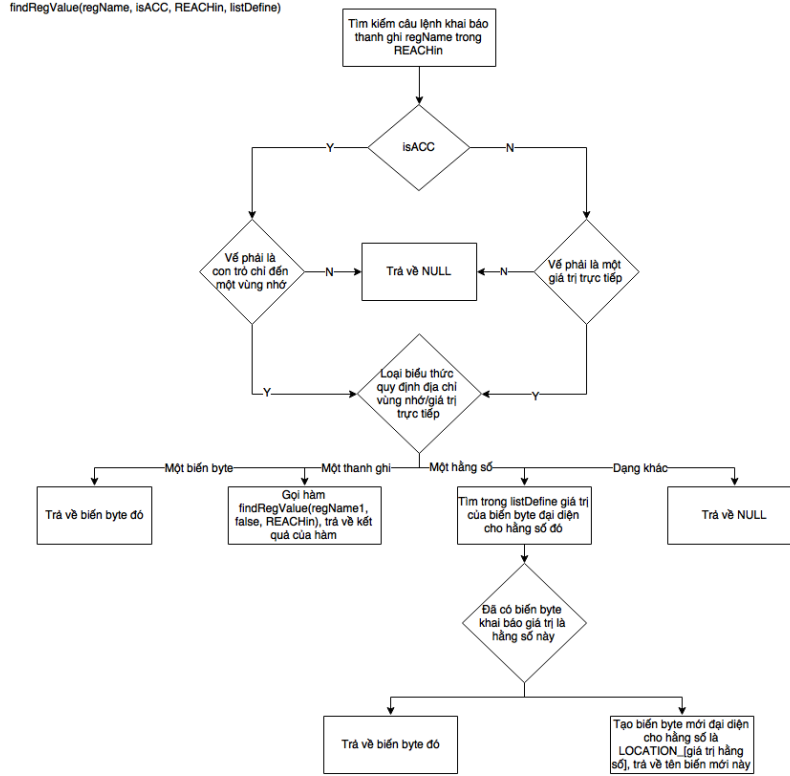 findRegValue(regName, isACC, REACHin, listDefine)
Tìm kiếm câu lệnh khai báo
thanh ghi regName trong
REACHin
isACC
Y
N
Vế phải là
con trỏ chỉ đến
một vùng nhớ
N
Trả về NULL
N
Vế phải là một
giá trị trực tiếp
Loại biểu thức
quy định địa chỉ
vùng nhớ/giá trị
trực tiếp
Y
Y
Một biến byte
Một thanh ghi
Một hằng số
Dạng khác
Trả về biến byte đó
Gọi hàm
findRegValue(regName1,
false, REACHin), trả về kết
quả của hàm
Tìm trong listDefine giá trị
của biến byte đại diện
cho hằng số đó
Trả về NULL
Đã có biến byte
khai báo giá trị là
hằng số này
Trả về biến byte đó
Tạo biến byte mới đại diện
cho hằng số là
LOCATION_[giá trị hằng
số], trả về tên biến mới này